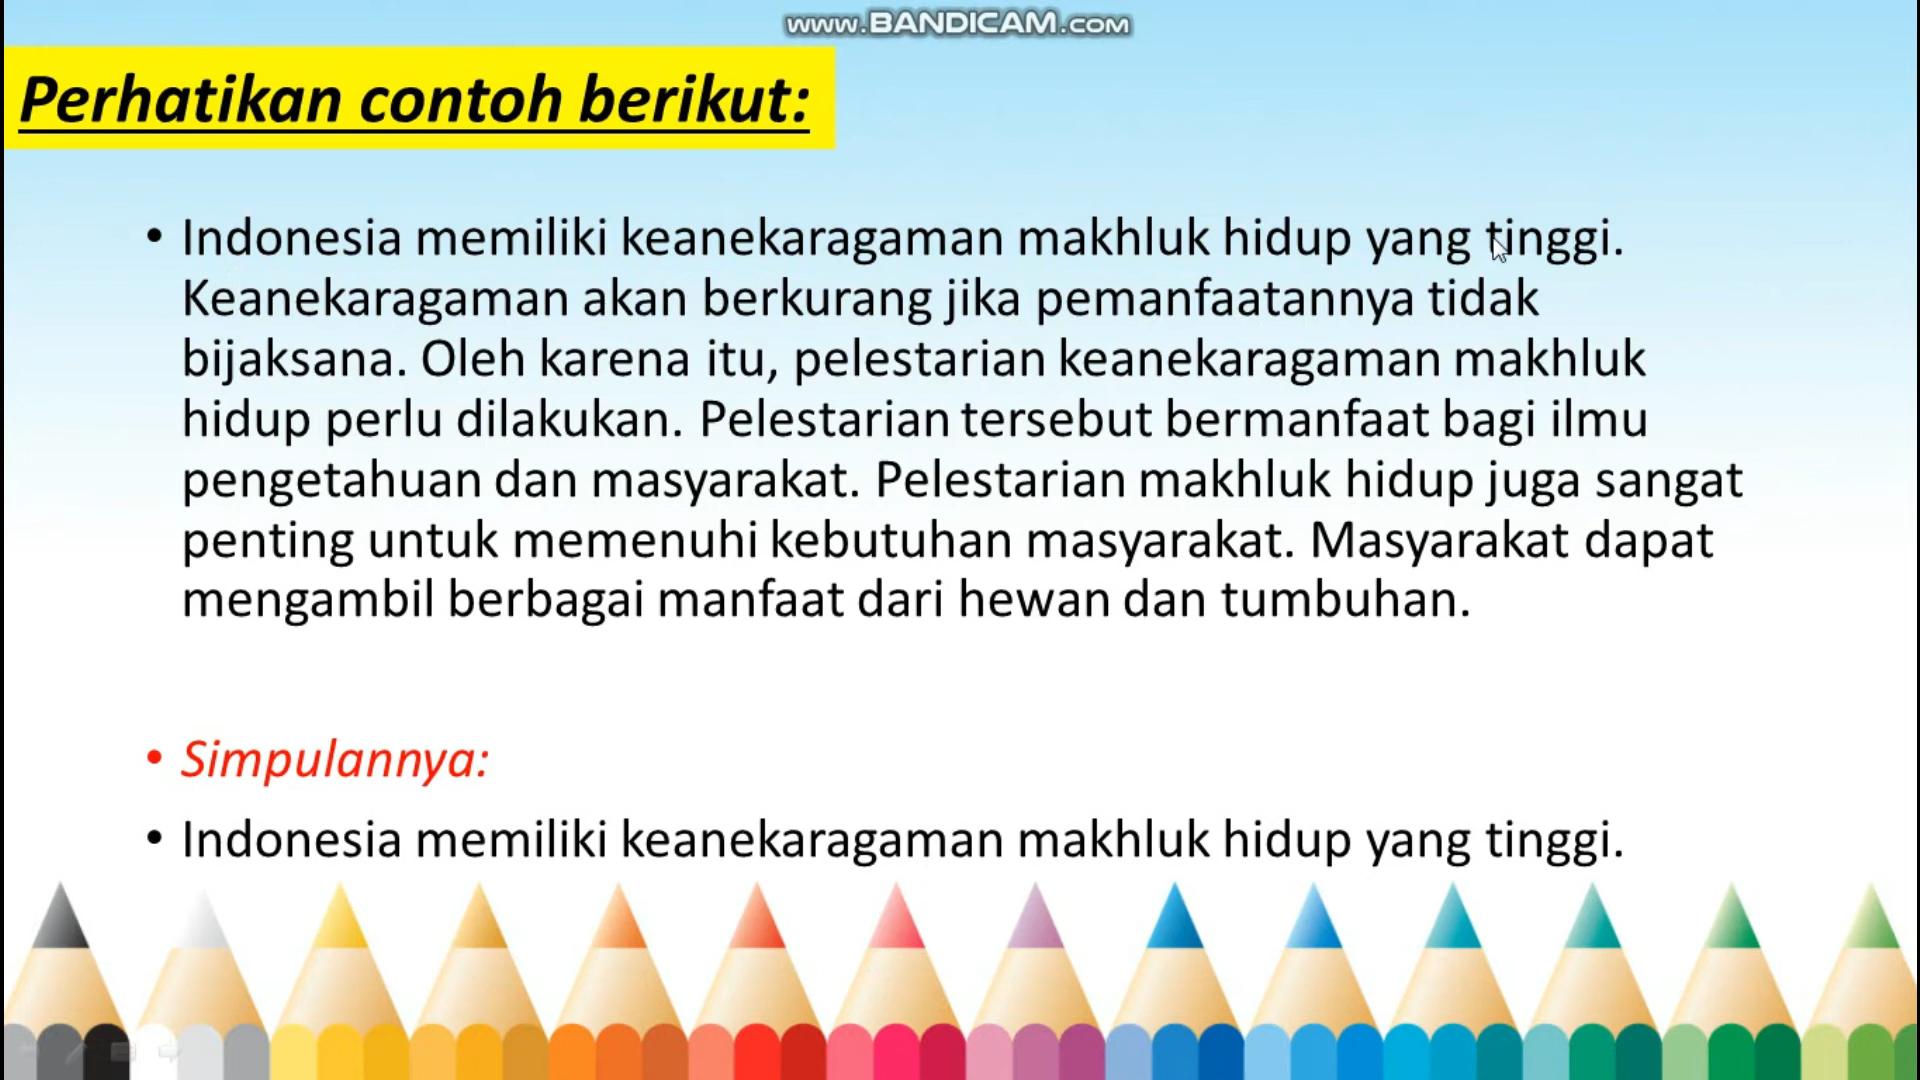 www.BANDICAM.com
Perhatikan contoh berikut:
• Indonesia memiliki keanekaragaman makhluk hidup yang tinggi.
Keanekaragaman akan berkurang jika pemanfaatannya tidak
bijaksana. Oleh karena itu, pelestarian keanekaragaman makhluk
hidup perlu dilakukan. Pelestarian tersebut bermanfaat bagi ilmu
pengetahuan dan masyarakat. Pelestarian makhluk hidup juga sangat
penting untuk memenuhi kebutuhan masyarakat. Masyarakat dapat
mengambil berbagai manfaat dari hewan dan tumbuhan.
• Simpulannya:
• Indonesia memiliki keanekaragaman makhluk hidup yang tinggi.